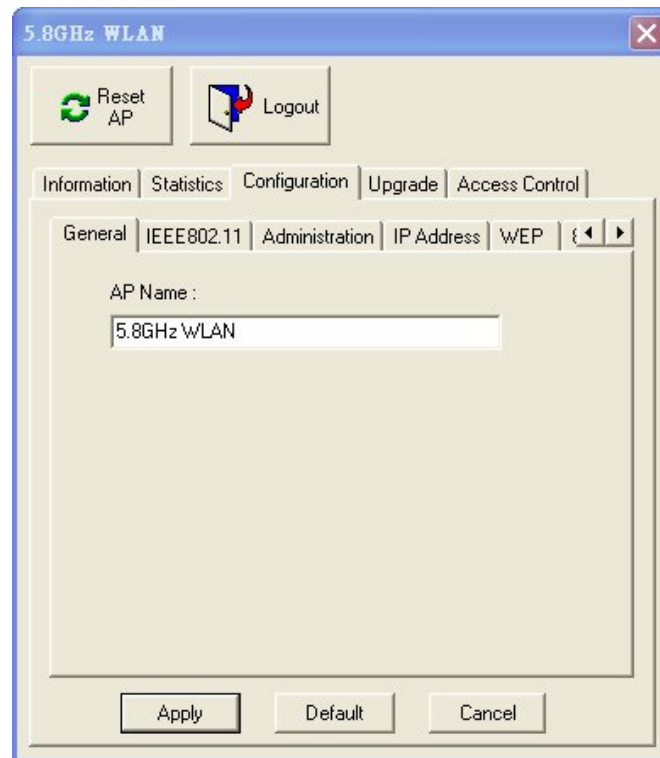 5.8GHz WLAN
Reset
AP
Logout
Information Statistics Configuration Upgrade Access Control
General IEEE802.11 Administration IP Address WEP
AP Name :
5.8GHz WLAN
Apply Default Cancel